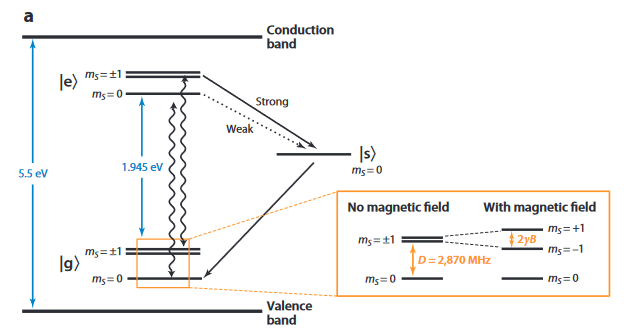 a
Conduction
band
|e⟩
mS = ±1
mS = 0
Strong
Weak
|s⟩
mS = 0
5.5 eV
1.945 eV
|g⟩
mS = ±1
mS = 0
Valence
band
No magnetic field
With magnetic field
mS = ±1
D = 2,870 MHz
mS = 0
mS = +1
2γB
mS = –1
mS = 0